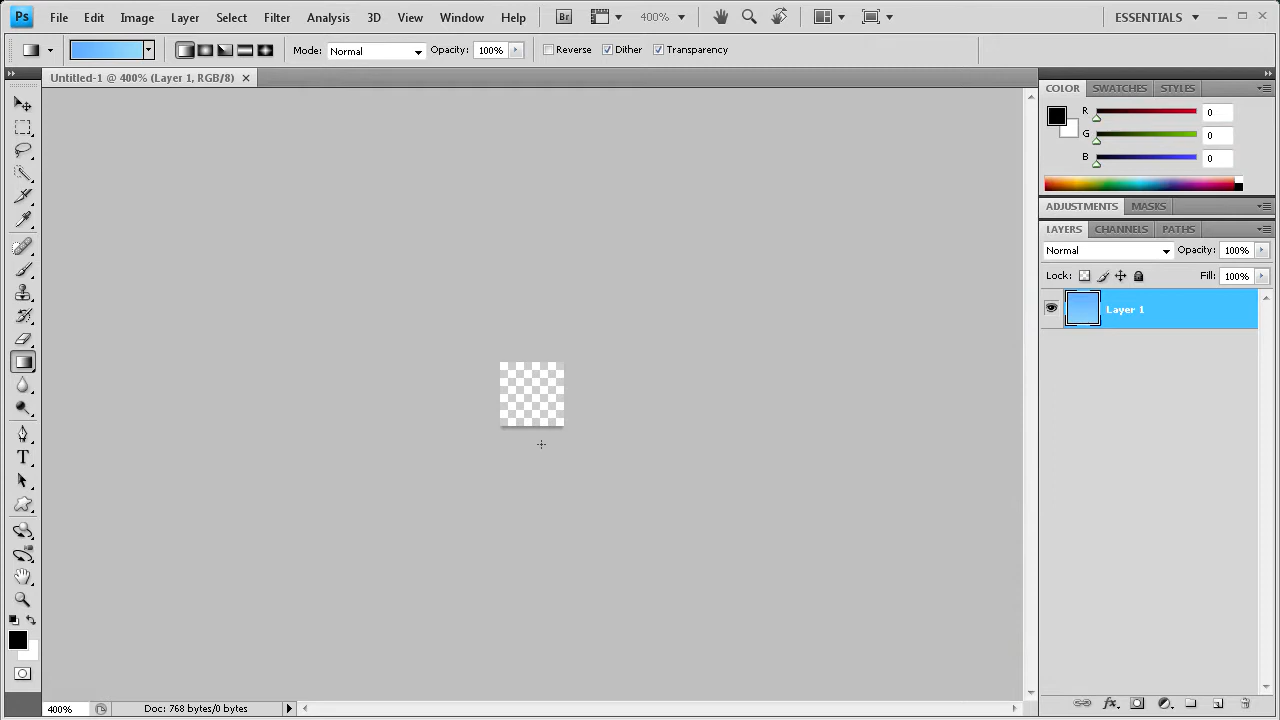 Ps File Edit Image Layer Select Filter Analysis 3D View Window Help Br 400% ESSENTIALS
Mode: Normal Opacity: 100% Reverse Dither Transparency
Untitled-1 @ 400% (Layer 1, RGB/8)
COLOR SWATCHES STYLES
R 0
G 0
B 0
ADJUSTMENTS MASKS
LAYERS CHANNELS PATHS
Normal Opacity: 100%
Lock: Fill: 100%
Layer 1
T
fx
400% Doc: 768 bytes/0 bytes